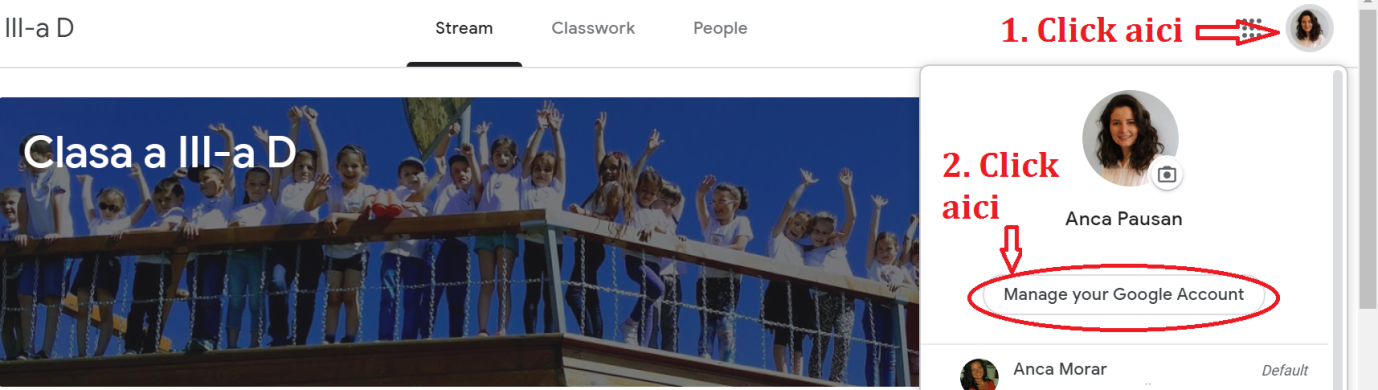 III-a D
Stream
Classwork
People
1. Click aici
Clasa a III-a D
2. Click
aici
Anca Pausan
Manage your Google Account
Anca Morar
Default